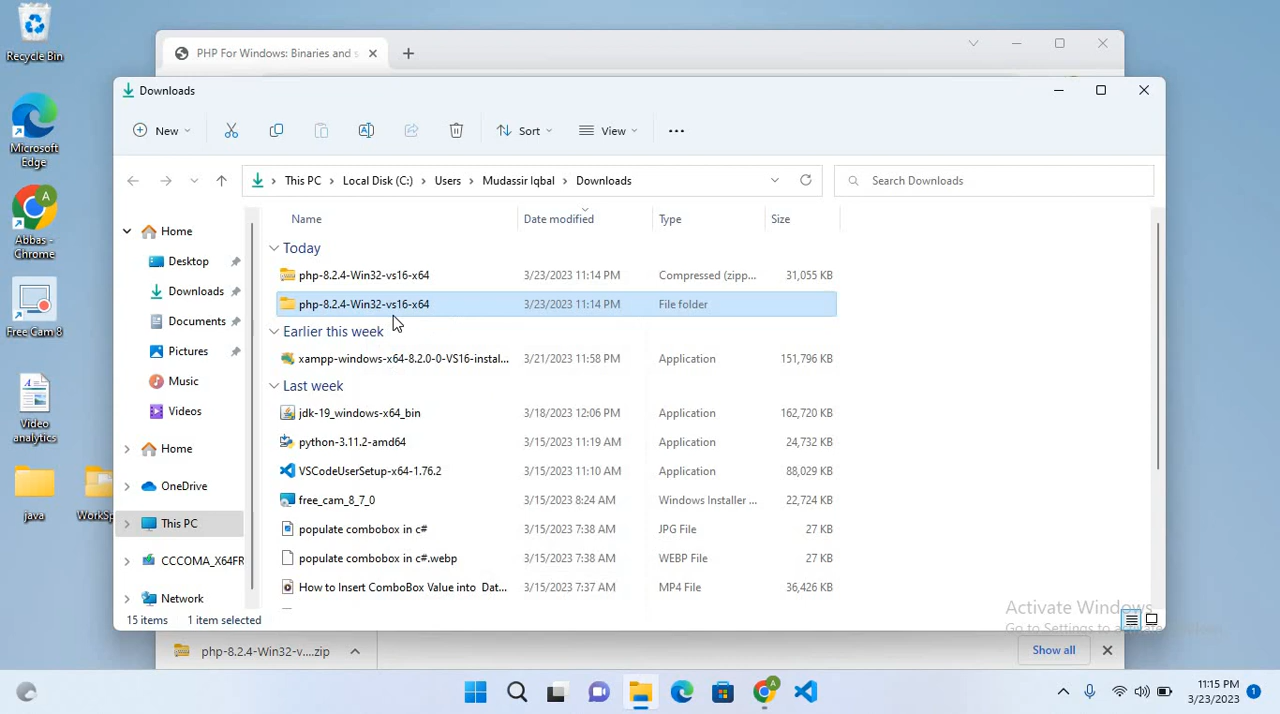 Recycle Bin
Microsoft
Edge
Abbas -
Chrome
Free Cam 8
Video
analytics
java
WorkSp
PHP For Windows: Binaries and s
Downloads
New
Sort
View
This PC
Local Disk (C:)
Users
Mudassir Iqbal
Downloads
Search Downloads
Home
Desktop
Downloads
Documents
Pictures
Music
Videos
Home
OneDrive
This PC
CCCOMA_X64FR
Network
Name Date modified Type Size
Today
php-8.2.4-Win32-vs16-x64 3/23/2023 11:14 PM Compressed (zipp... 31,055 KB
php-8.2.4-Win32-vs16-x64 3/23/2023 11:14 PM File folder
Earlier this week
xampp-windows-x64-8.2.0-0-VS16-instal... 3/21/2023 11:58 PM Application 151,796 KB
Last week
jdk-19_windows-x64_bin 3/18/2023 12:06 PM Application 162,720 KB
python-3.11.2-amd64 3/15/2023 11:19 AM Application 24,732 KB
VSCodeUserSetup-x64-1.76.2 3/15/2023 11:10 AM Application 88,029 KB
free_cam_8_7_0 3/15/2023 8:24 AM Windows Installer ... 22,724 KB
populate combobox in c# 3/15/2023 7:38 AM JPG File 27 KB
populate combobox in c#.webp 3/15/2023 7:38 AM WEBP File 27 KB
How to Insert ComboBox Value into Dat... 3/15/2023 7:37 AM MP4 File 36,426 KB
15 items 1 item selected
Activate Windows
Go to Settings to activate
php-8.2.4-Win32-v....zip
Show all
A
11:15 PM
3/23/2023
1